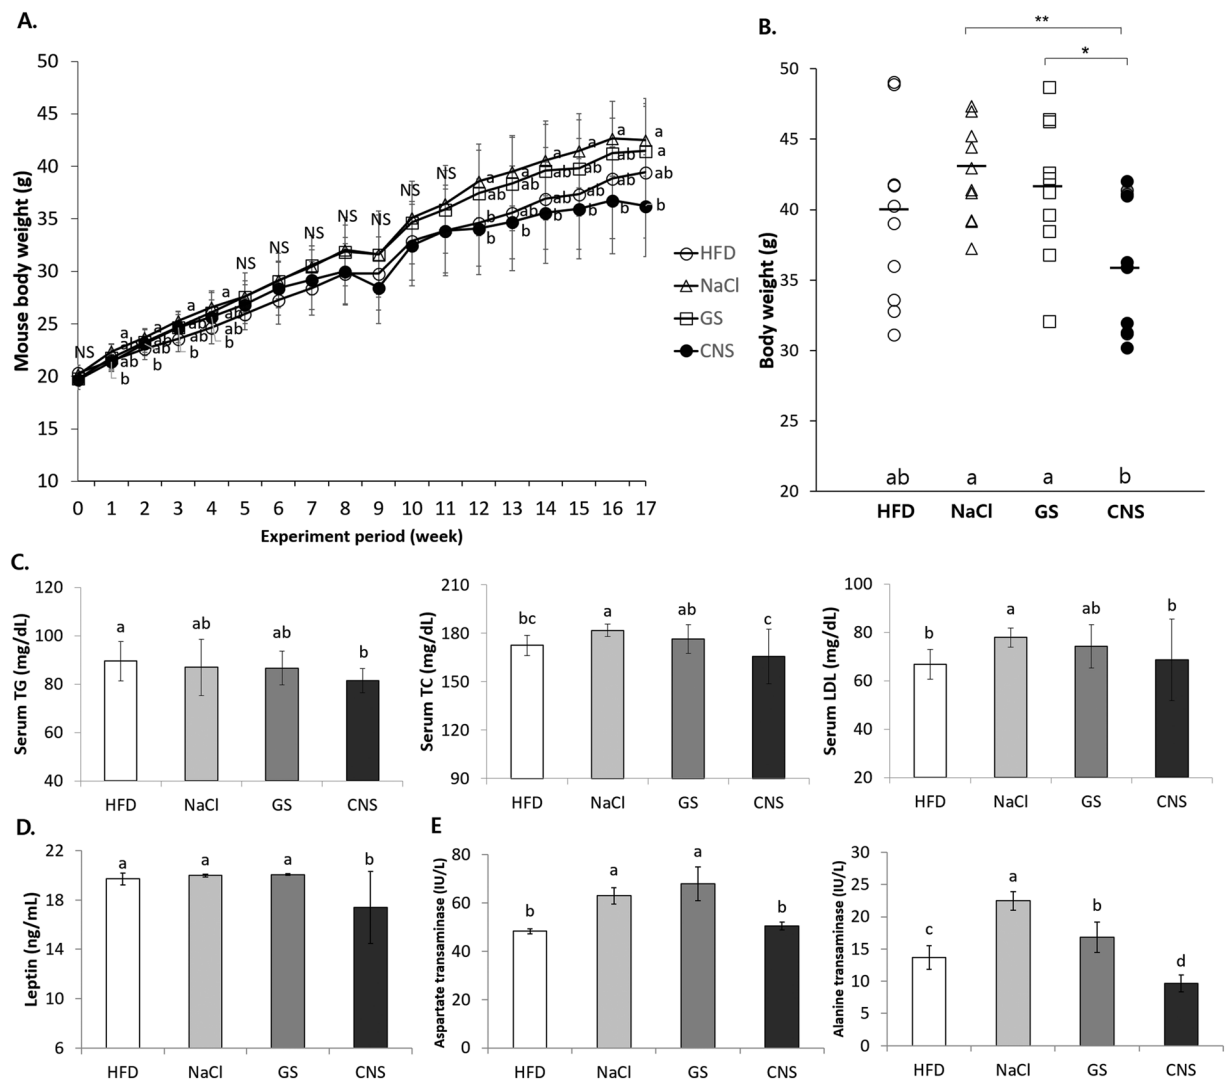 A.
Mouse body weight (g)
50
45
40
35
30
25
20
15
10
NS
a
ab
ab
b
a
a
ab
b
a
ab
ab
b
a
ab
ab
b
NS
NS
NS
NS
NS
NS
NS
a
ab
b
b
a
ab
b
b
a
ab
ab
b
a
ab
ab
b
a
ab
ab
b
a
a
ab
b
HFD
NaCl
GS
CNS
0 1 2 3 4 5 6 7 8 9 10 11 12 13 14 15 16 17
Experiment period (week)
B.
**
*
Body weight (g)
50
45
40
35
30
25
20
ab a a b
HFD NaCl GS CNS
C.
Serum TG (mg/dL)
120
100
80
60
40
a ab ab b
HFD NaCl GS CNS
Serum TC (mg/dL)
210
180
150
120
90
bc a ab c
HFD NaCl GS CNS
Serum LDL (mg/dL)
100
80
60
40
20
b a ab b
HFD NaCl GS CNS
D.
Leptin (ng/mL)
22
18
14
10
6
a a a b
HFD NaCl GS CNS
E
Aspartate transaminase (IU/L)
80
60
40
20
0
b a a b
HFD NaCl GS CNS
Alanine transaminase (IU/L)
30
25
20
15
10
5
0
c a b d
HFD NaCl GS CNS